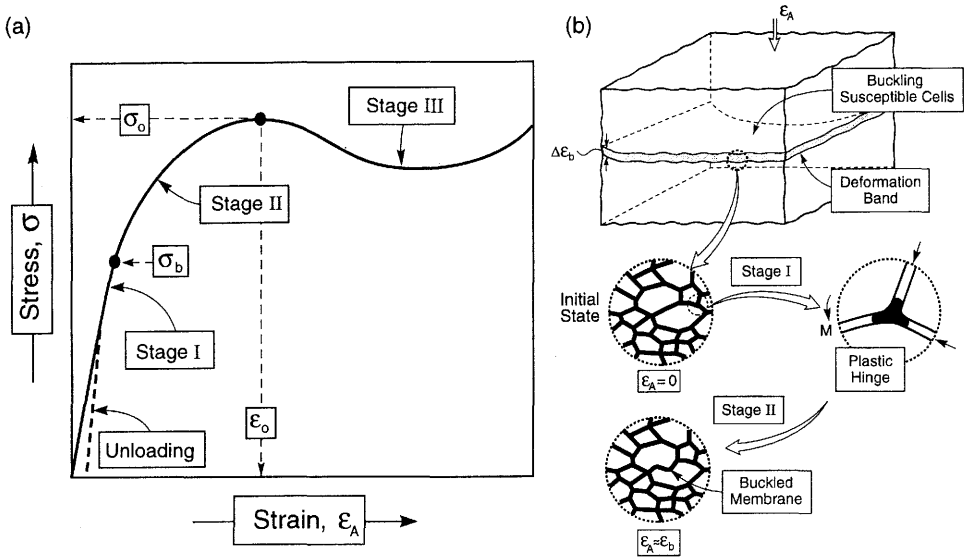 (a)
σo
Stage III
Stage II
σb
Stage I
Unloading
εo
Stress, σ
Strain, εA
(b)
εA
Buckling
Susceptible Cells
Δεb
Deformation
Band
Initial
State
Stage I
M
Plastic
Hinge
εA=0
Stage II
Buckled
Membrane
εA≈εb